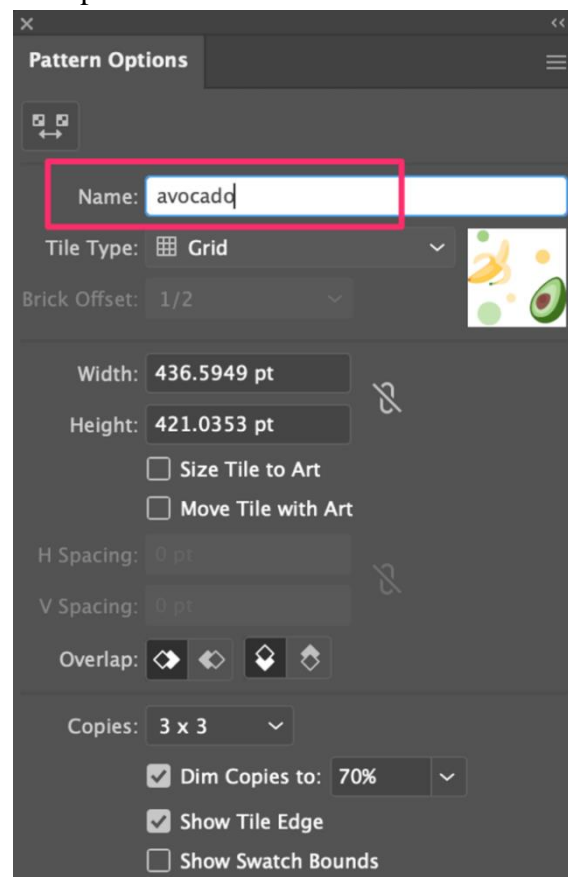 Pattern Options
Name: avocado
Tile Type: Grid
Brick Offset: 1/2
Width: 436.5949 pt
Height: 421.0353 pt
Size Tile to Art
Move Tile with Art
H Spacing: 0 pt
V Spacing: 0 pt
Overlap:
Copies: 3 x 3
Dim Copies to: 70%
Show Tile Edge
Show Swatch Bounds